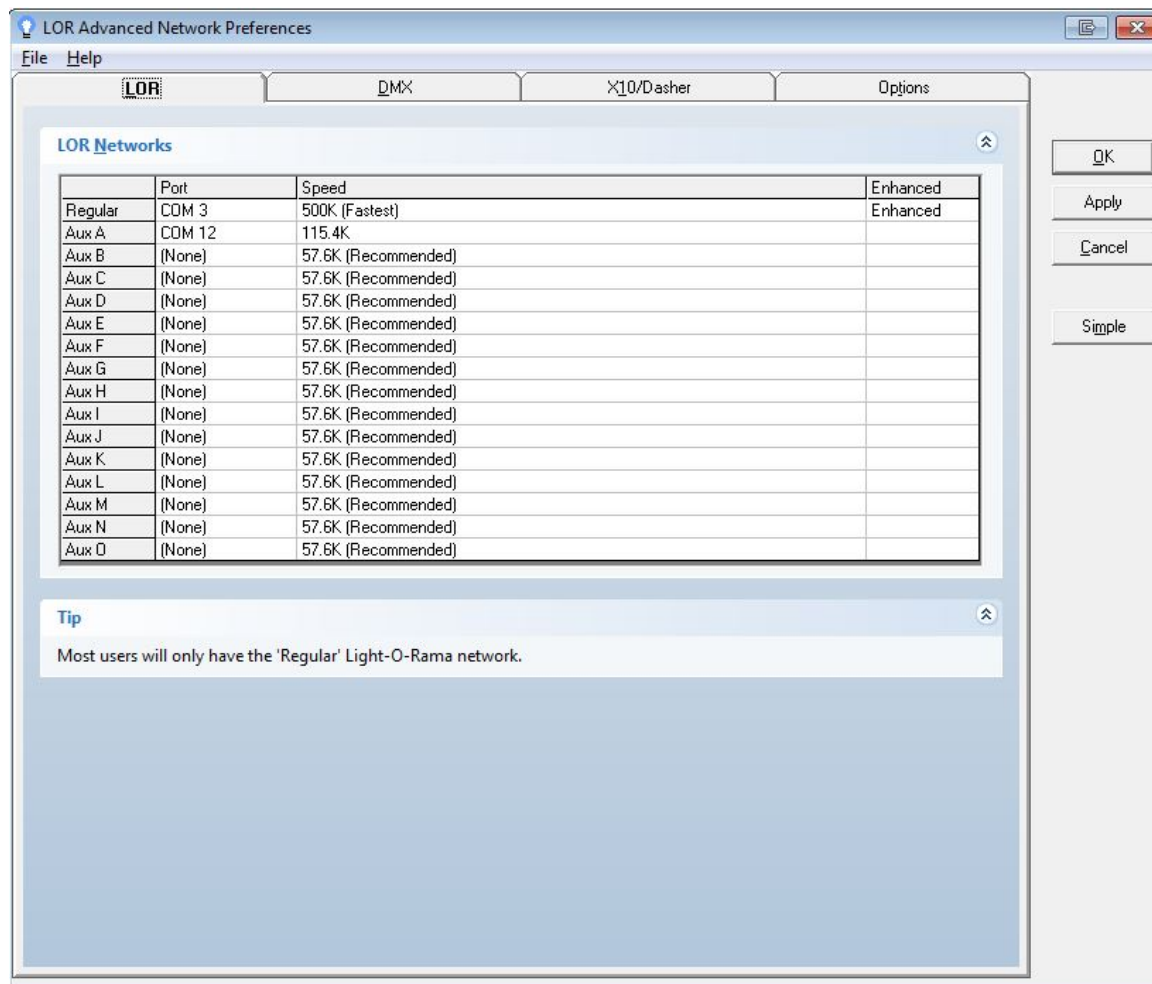 LOR Advanced Network Preferences
File Help
LOR DMX X10/Dasher Options
LOR Networks
Port Speed Enhanced
Regular COM 3 500K (Fastest) Enhanced
Aux A COM 12 115.4K
Aux B (None) 57.6K (Recommended)
Aux C (None) 57.6K (Recommended)
Aux D (None) 57.6K (Recommended)
Aux E (None) 57.6K (Recommended)
Aux F (None) 57.6K (Recommended)
Aux G (None) 57.6K (Recommended)
Aux H (None) 57.6K (Recommended)
Aux I (None) 57.6K (Recommended)
Aux J (None) 57.6K (Recommended)
Aux K (None) 57.6K (Recommended)
Aux L (None) 57.6K (Recommended)
Aux M (None) 57.6K (Recommended)
Aux N (None) 57.6K (Recommended)
Aux O (None) 57.6K (Recommended)
Tip
Most users will only have the 'Regular' Light-O-Rama network.
OK
Apply
Cancel
Simple